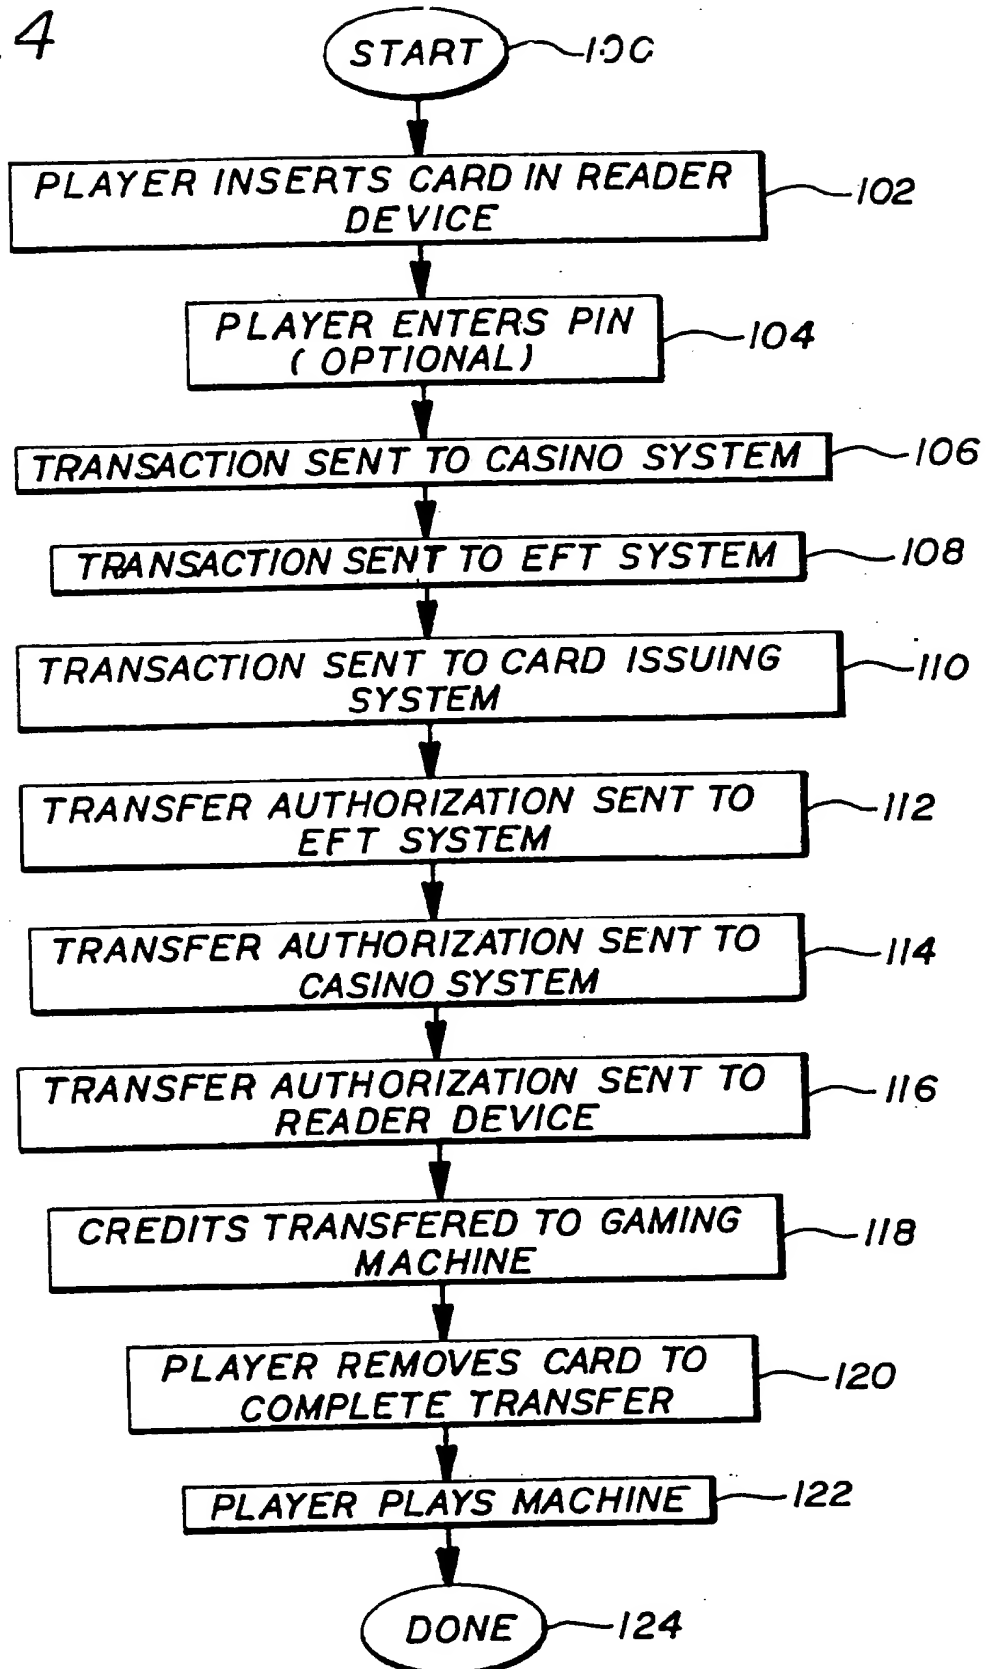 4
START 100
PLAYER INSERTS CARD IN READER
DEVICE
102
PLAYER ENTERS PIN
(OPTIONAL)
104
TRANSACTION SENT TO CASINO SYSTEM 106
TRANSACTION SENT TO EFT SYSTEM 108
TRANSACTION SENT TO CARD ISSUING
SYSTEM
110
TRANSFER AUTHORIZATION SENT TO
EFT SYSTEM
112
TRANSFER AUTHORIZATION SENT TO
CASINO SYSTEM
114
TRANSFER AUTHORIZATION SENT TO
READER DEVICE
116
CREDITS TRANSFERED TO GAMING
MACHINE
118
PLAYER REMOVES CARD TO
COMPLETE TRANSFER
120
PLAYER PLAYS MACHINE 122
DONE 124